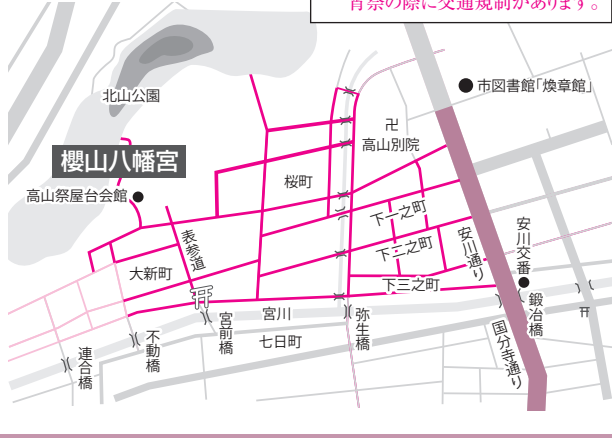 宵祭の際に交通規制があります。
市図書館「煥章館」
北山公園
卍
高山別院
櫻山八幡宮
高山祭屋台会館
桜町
下一之町
下二之町
下三之町
安川通り
安川交番
表参道
大新町
鍛冶橋
宮川
宮前橋
七日町
弥生橋
国分寺通り
不動橋
連合橋